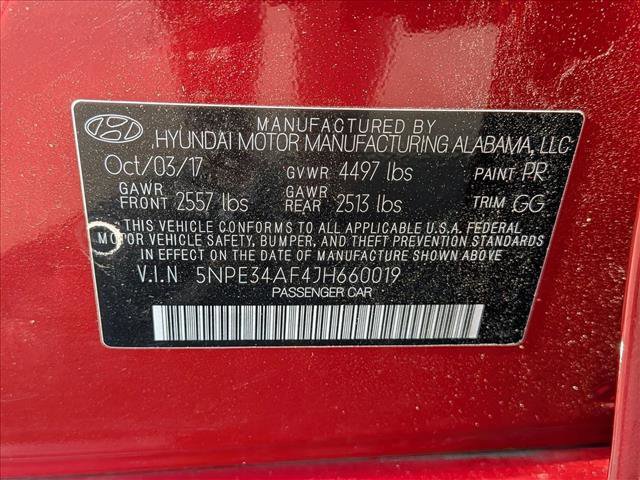 MANUFACTURED BY
HYUNDAI MOTOR MANUFACTURING ALABAMA, LLC
Oct/03/17 GVWR 4497 lbs PAINT PR
GAWR FRONT 2557 lbs GAWR REAR 2513 lbs TRIM GG
THIS VEHICLE CONFORMS TO ALL APPLICABLE U.S.A. FEDERAL
MOTOR VEHICLE SAFETY, BUMPER, AND THEFT PREVENTION STANDARDS
IN EFFECT ON THE DATE OF MANUFACTURE SHOWN ABOVE.
V.I.N 5NPE34AF4JH660019
PASSENGER CAR